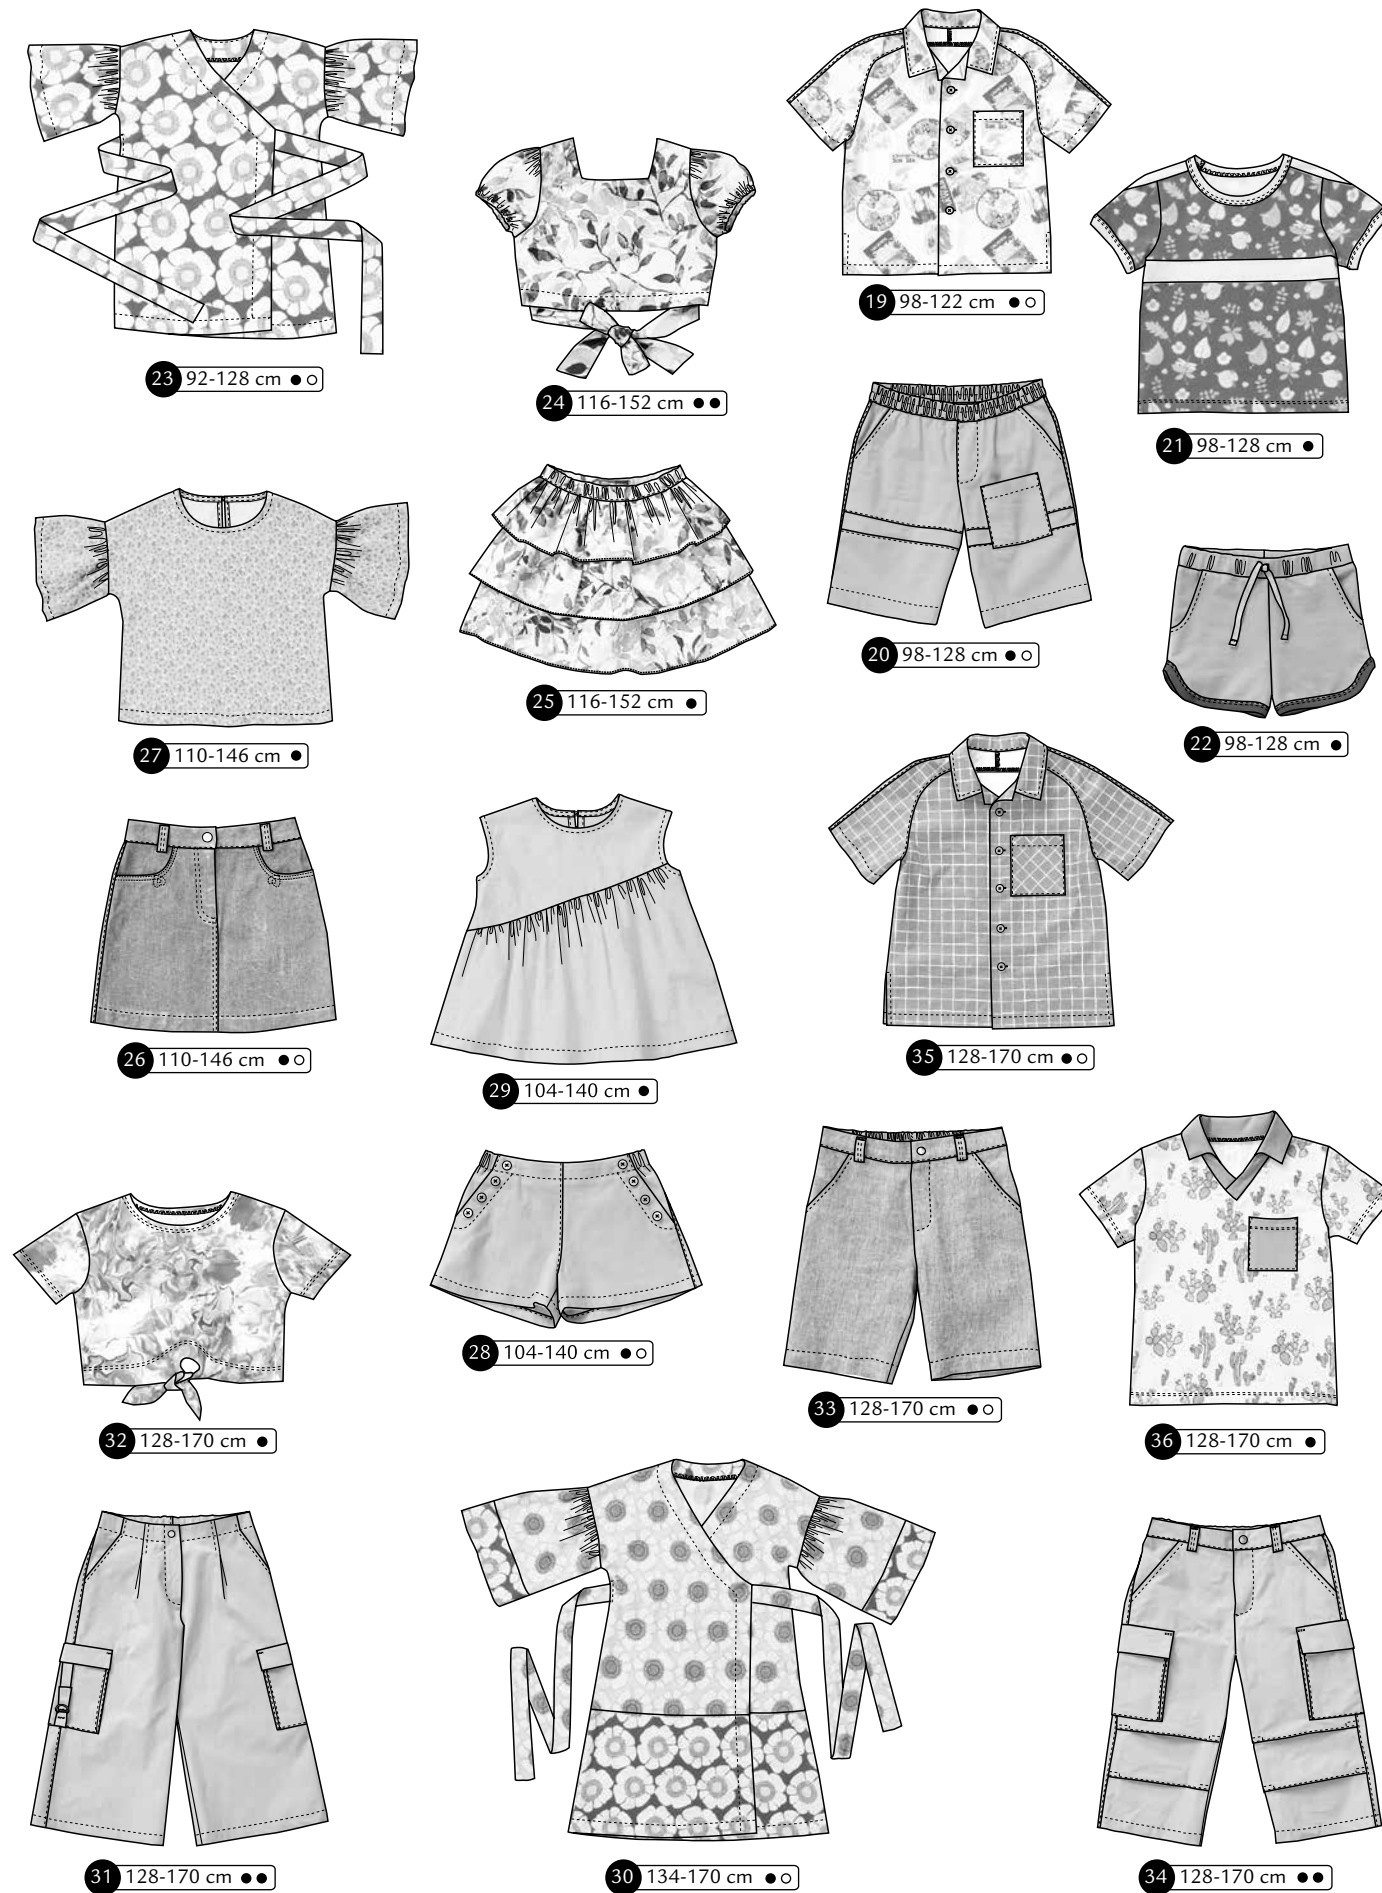 19 98-122 cm ●○
23 92-128 cm ●○
24 116-152 cm ●●
21 98-128 cm ●
20 98-128 cm ●○
25 116-152 cm ●
22 98-128 cm ●
27 110-146 cm ●
26 110-146 cm ●○
35 128-170 cm ●○
29 104-140 cm ●
28 104-140 cm ●○
33 128-170 cm ●○
32 128-170 cm ●
36 128-170 cm ●
31 128-170 cm ●●
30 134-170 cm ●○
34 128-170 cm ●●